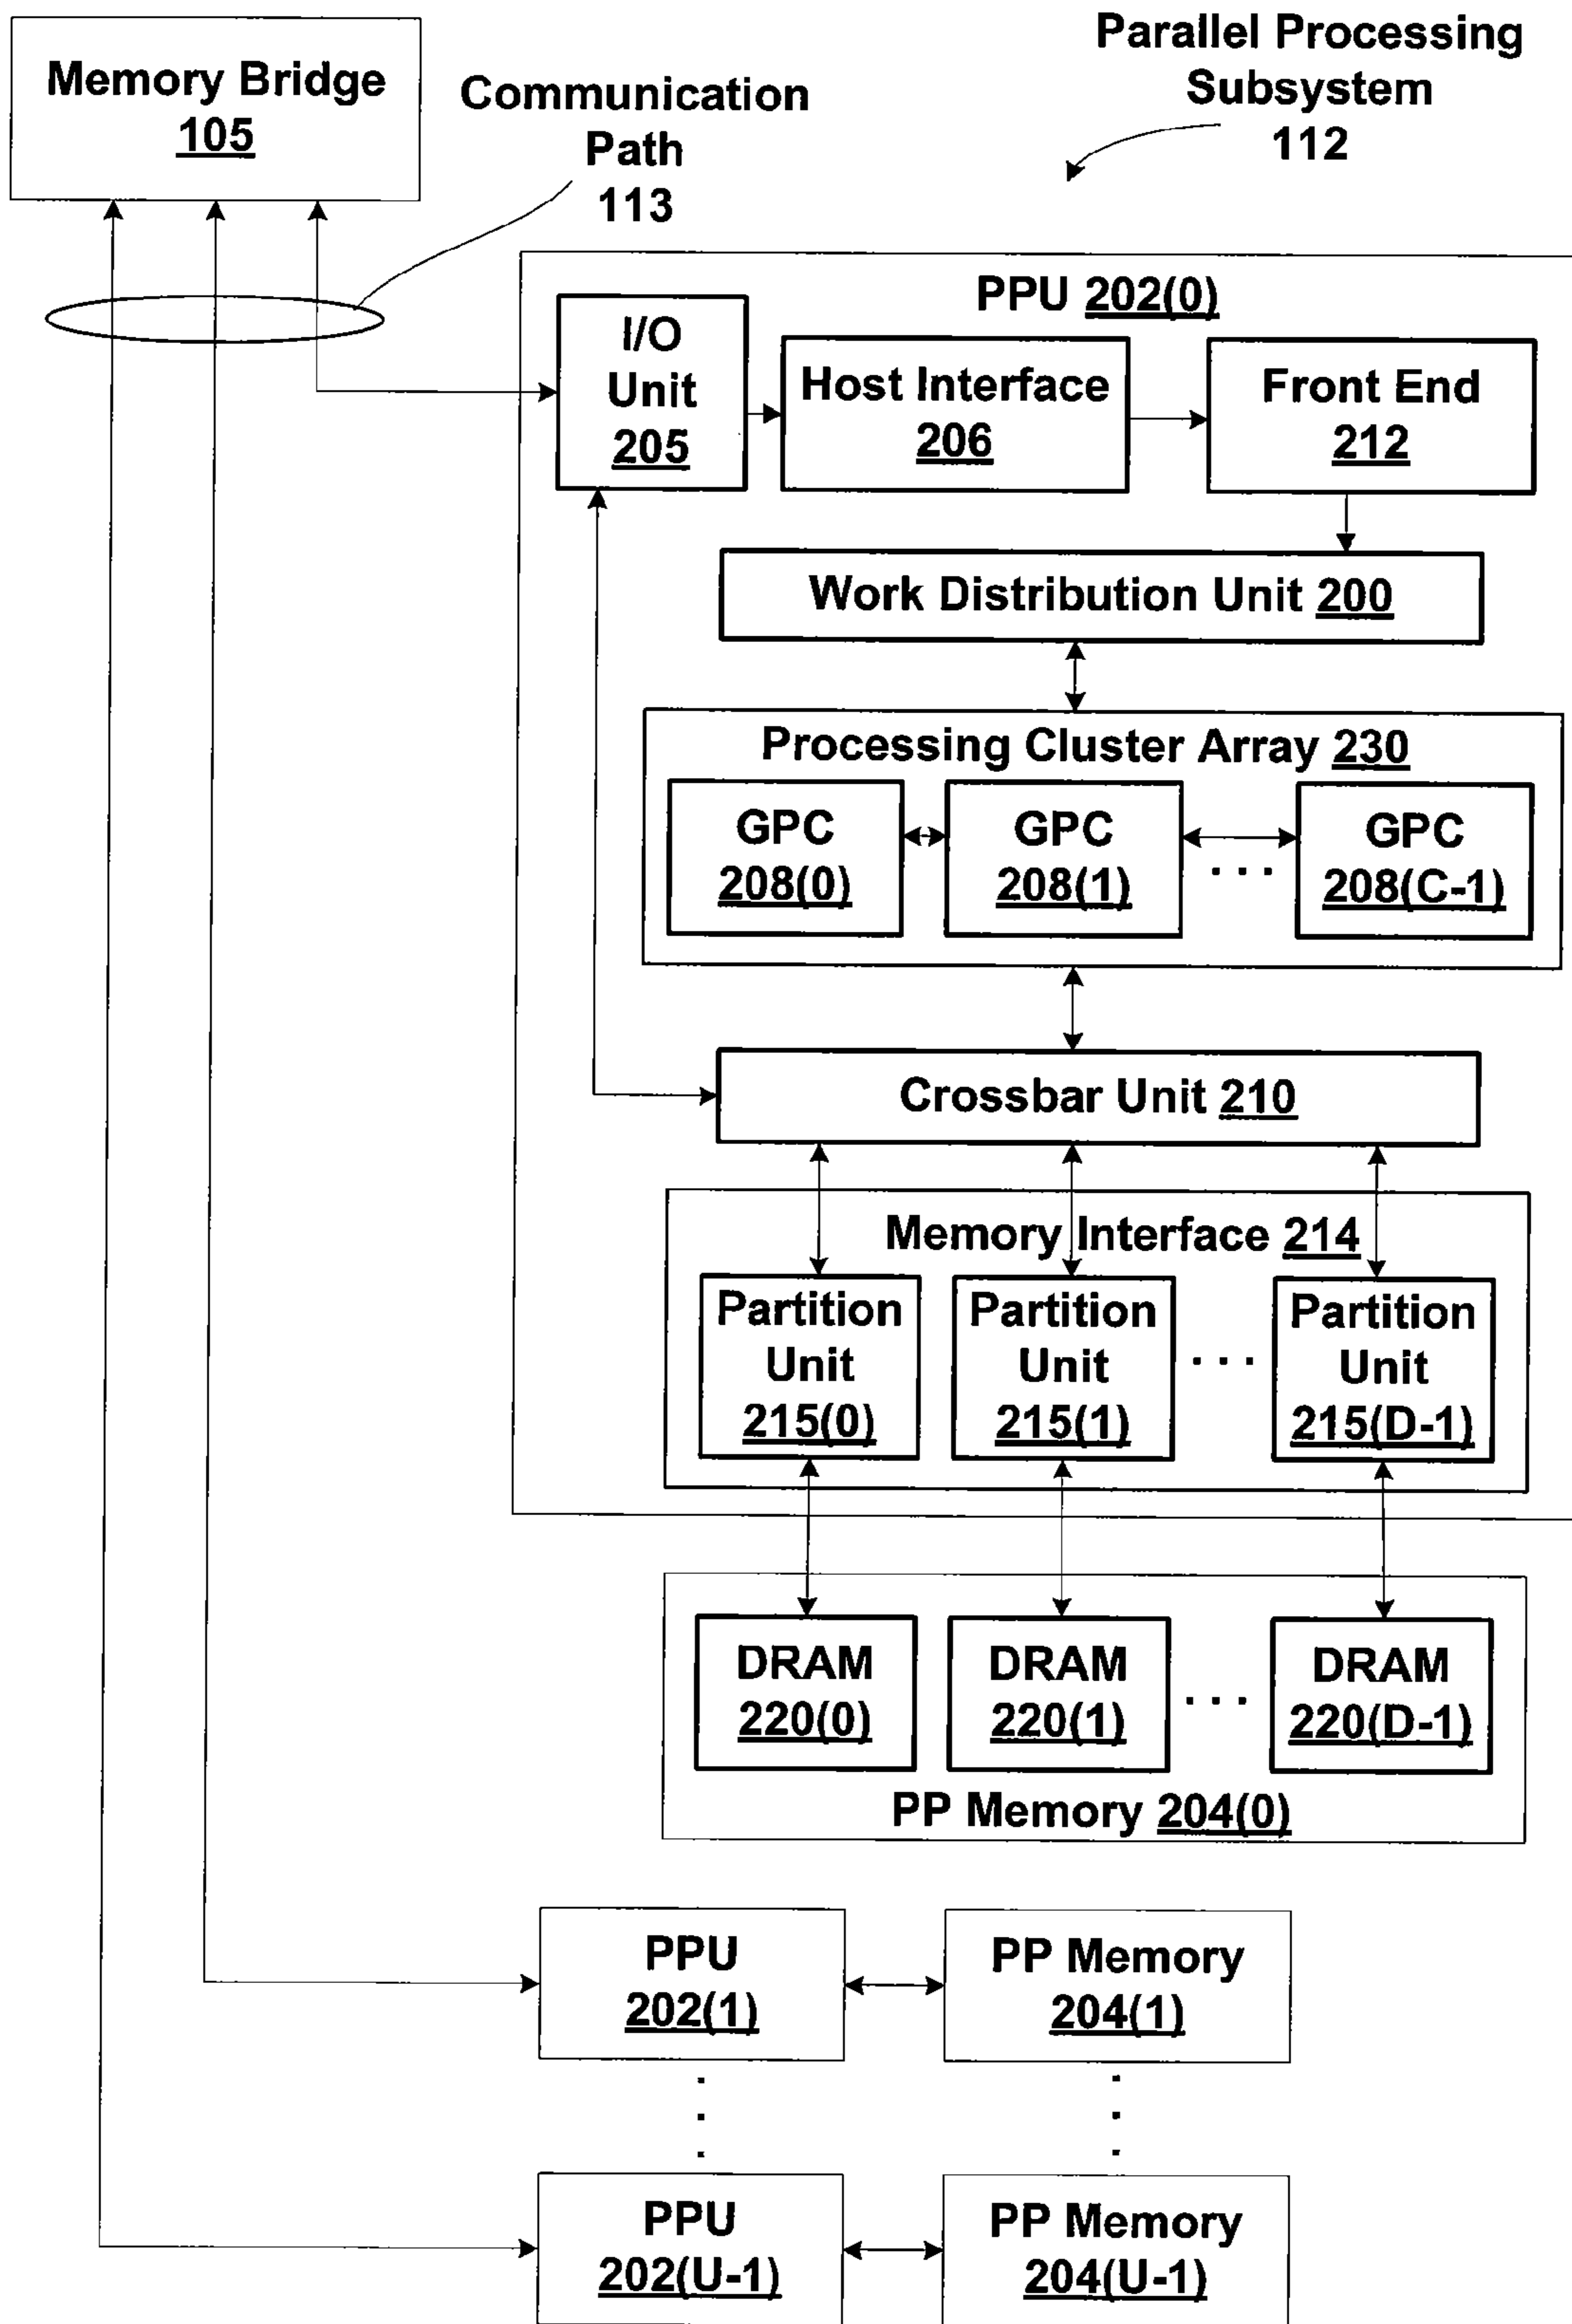 Memory Bridge
105
Communication
Path
113
Parallel Processing
Subsystem
112
PPU 202(0)
I/O
Unit
205
Host Interface
206
Front End
212
Work Distribution Unit 200
Processing Cluster Array 230
GPC
208(0)
GPC
208(1)
. . .
GPC
208(C-1)
Crossbar Unit 210
Memory Interface 214
Partition
Unit
215(0)
Partition
Unit
215(1)
. . .
Partition
Unit
215(D-1)
DRAM
220(0)
DRAM
220(1)
. . .
DRAM
220(D-1)
PP Memory 204(0)
PPU
202(1)
PP Memory
204(1)
PPU
202(U-1)
PP Memory
204(U-1)